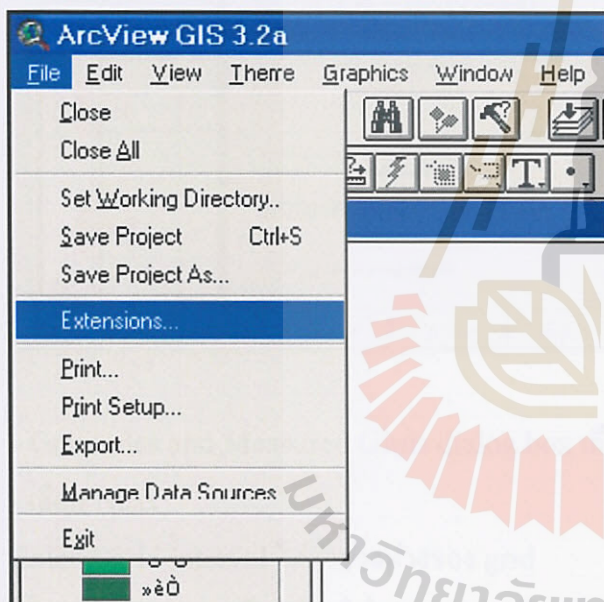 ArcView GIS 3.2a
File Edit View Theme Graphics Window Help
Close
Close All
Set Working Directory..
Save Project Ctrl+S
Save Project As...
Extensions...
Print...
Print Setup...
Export...
Manage Data Sources
Exit
»èÒ